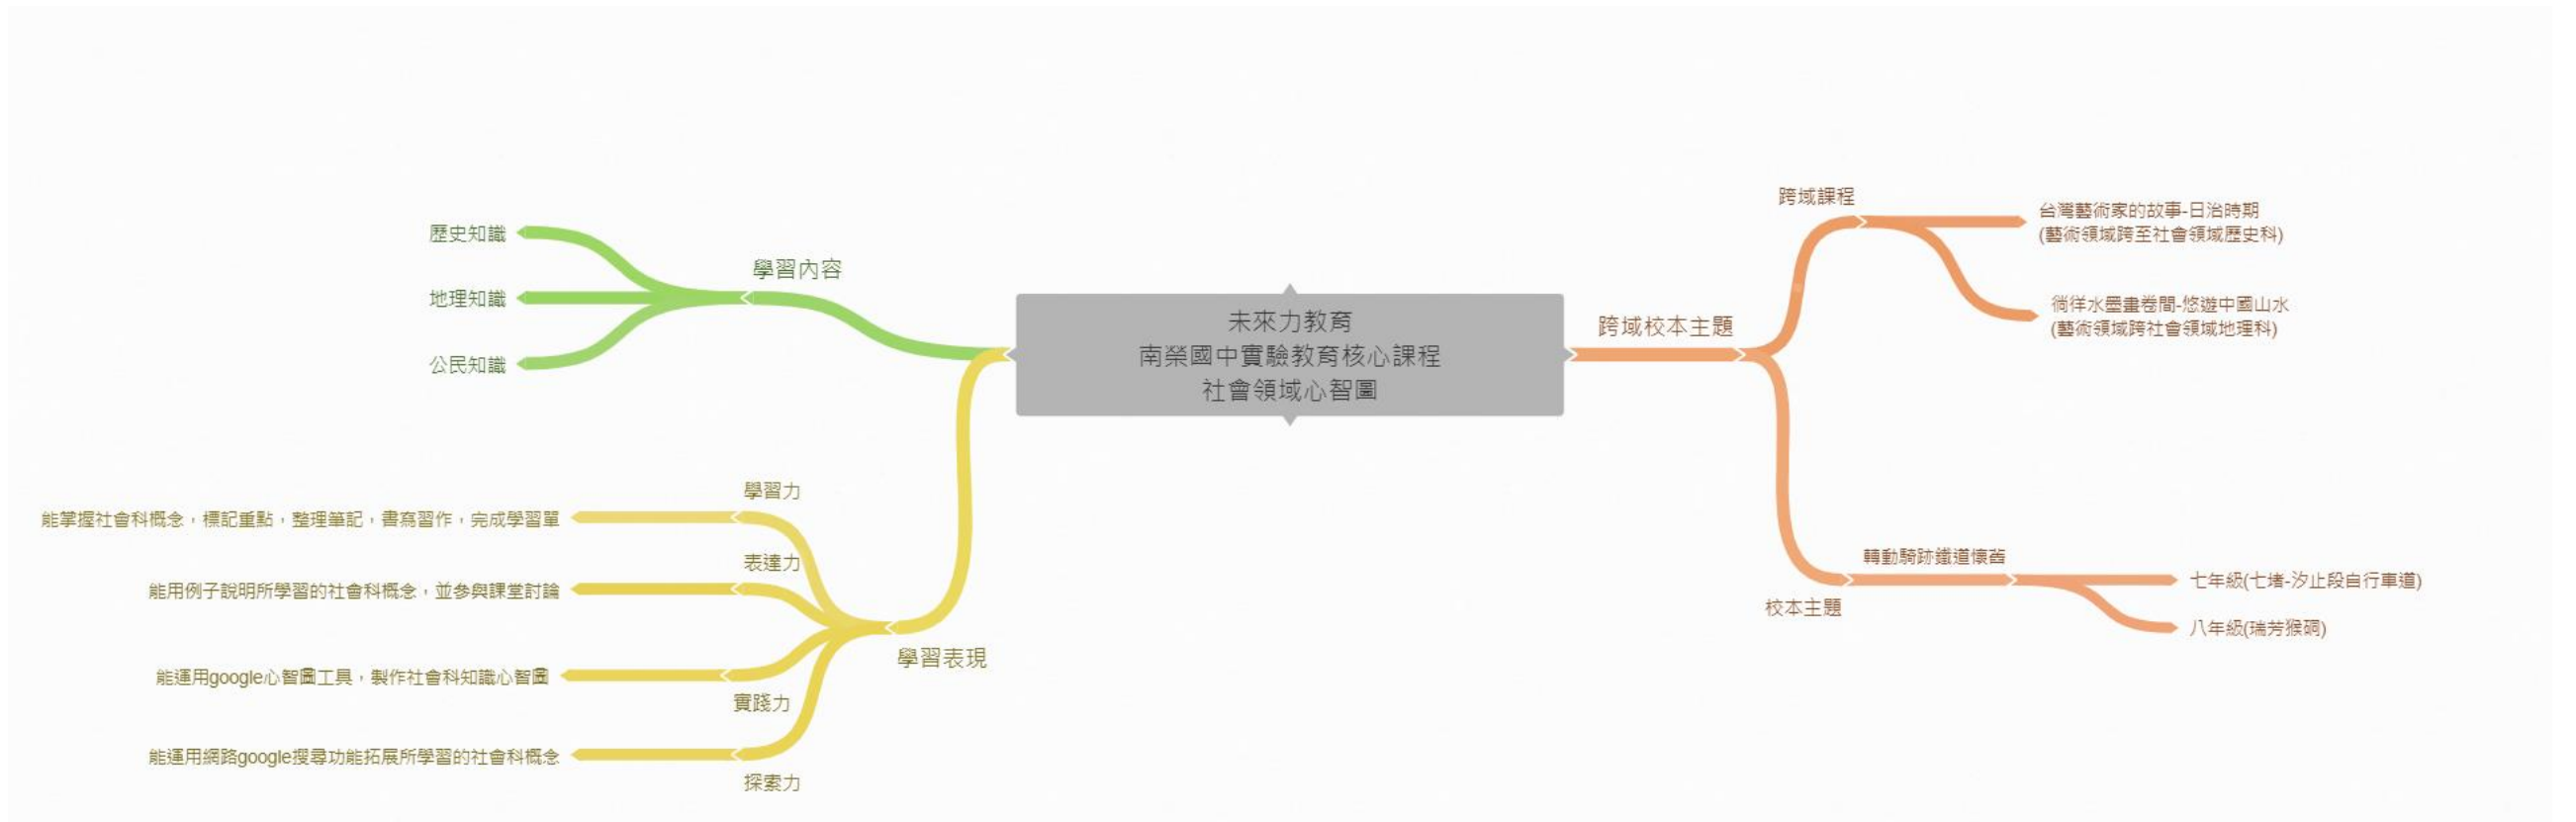 未來力教育
南榮國中實驗教育核心課程
社會領域心智圖
學習內容
歷史知識
地理知識
公民知識
學習表現
學習力
能掌握社會科概念，標記重點，整理筆記，書寫習作，完成學習單
表達力
能用例子說明所學習的社會科概念，並參與課堂討論
能運用google心智圖工具，製作社會科知識心智圖
實踐力
能運用網路google搜尋功能拓展所學習的社會科概念
探索力
跨域校本主題
跨域課程
台灣藝術家的故事-日治時期
(藝術領域跨至社會領域歷史科)
徜徉水墨畫卷間-悠遊中國山水
(藝術領域跨社會領域地理科)
校本主題
轉動騎跡鐵道懷舊
七年級(七堵-汐止段自行車道)
八年級(瑞芳猴硐)